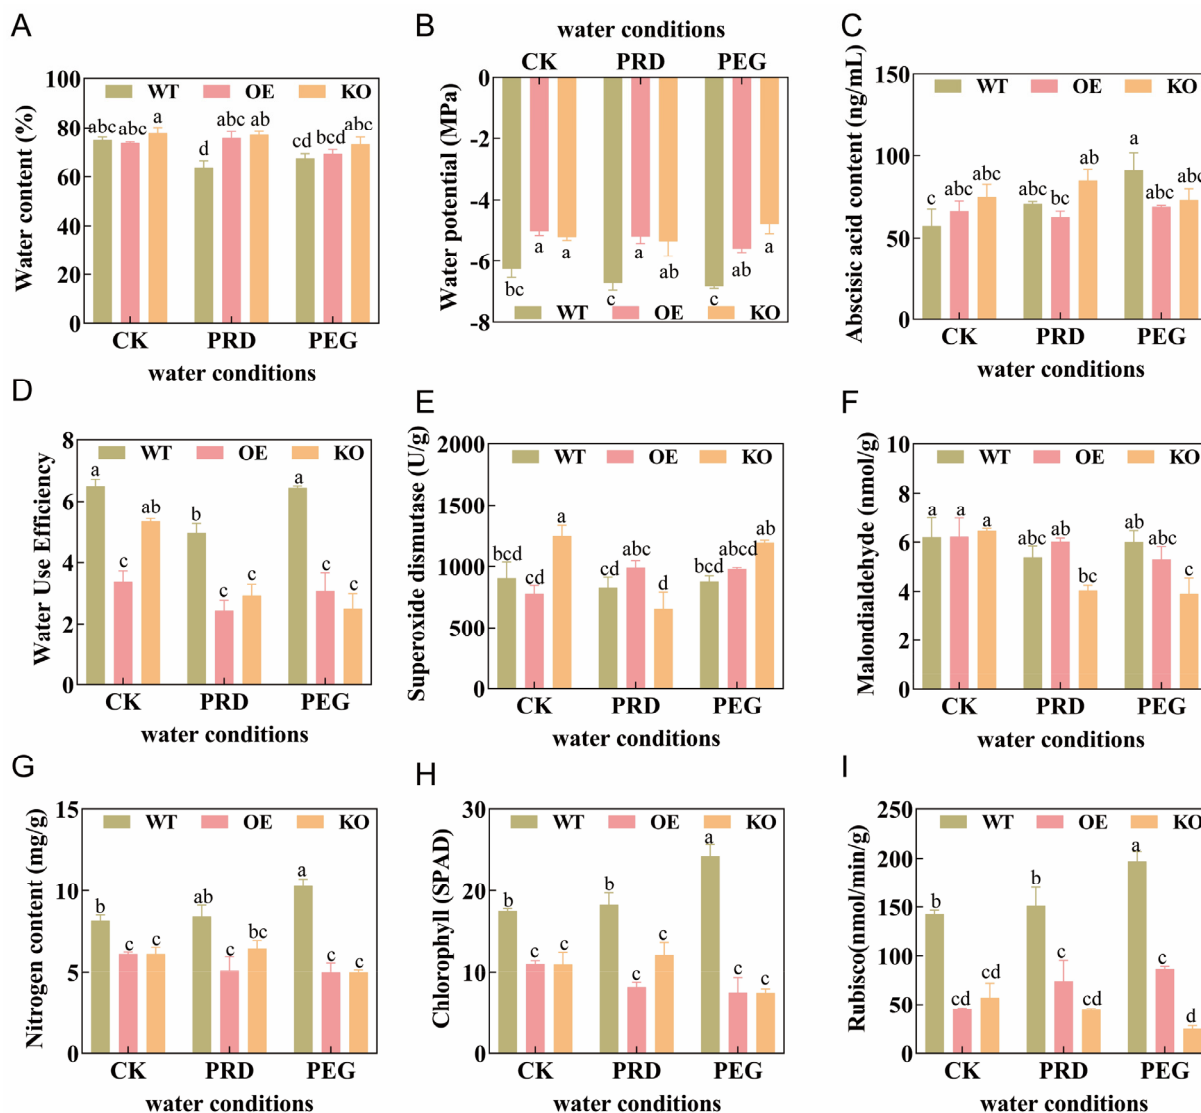 A
Water content (%)
100
80
60
40
20
0
WT OE KO
abc abc a
d abc ab
cd bcd abc
CK PRD PEG
water conditions
B
water conditions
CK PRD PEG
Water potential (MPa)
0
-2
-4
-6
-8
bc a a
c a ab
c ab a
WT OE KO
C
Abscisic acid content (ng/mL)
150
100
50
0
WT OE KO
c abc abc
abc bc ab
a abc abc
CK PRD PEG
water conditions
D
Water Use Efficiency
8
6
4
2
0
WT OE KO
a c ab
b c c
a c c
CK PRD PEG
water conditions
E
Superoxide dismutase (U/g)
2000
1500
1000
500
0
WT OE KO
bcd cd a
cd abc d
bcd abcd ab
CK PRD PEG
water conditions
F
Malondialdehyde (nmol/g)
10
8
6
4
2
0
WT OE KO
a a a
abc ab bc
ab abc c
CK PRD PEG
water conditions
G
Nitrogen content (mg/g)
15
10
5
0
WT OE KO
b c c
ab c bc
a c c
CK PRD PEG
water conditions
H
Chlorophyll (SPAD)
30
20
10
0
WT OE KO
b c c
b c c
a c c
CK PRD PEG
water conditions
I
Rubisco(nmol/min/g)
250
200
150
100
50
0
WT OE KO
b cd cd
b c cd
a c d
CK PRD PEG
water conditions